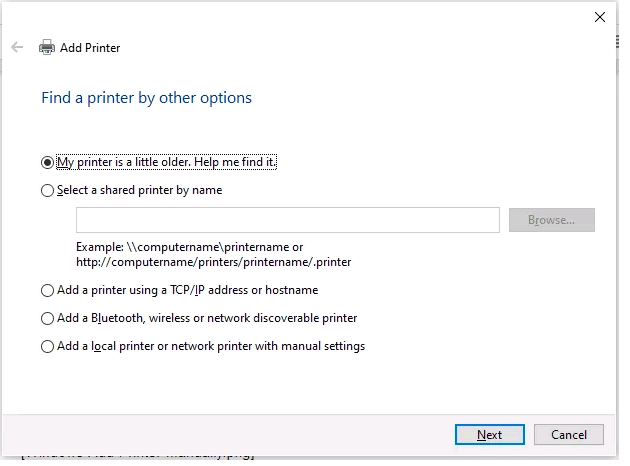 Add Printer
Find a printer by other options
My printer is a little older. Help me find it.
Select a shared printer by name
Browse...
Example: \\computername\printername or
http://computername/printers/printername/.printer
Add a printer using a TCP/IP address or hostname
Add a Bluetooth, wireless or network discoverable printer
Add a local printer or network printer with manual settings
Next
Cancel